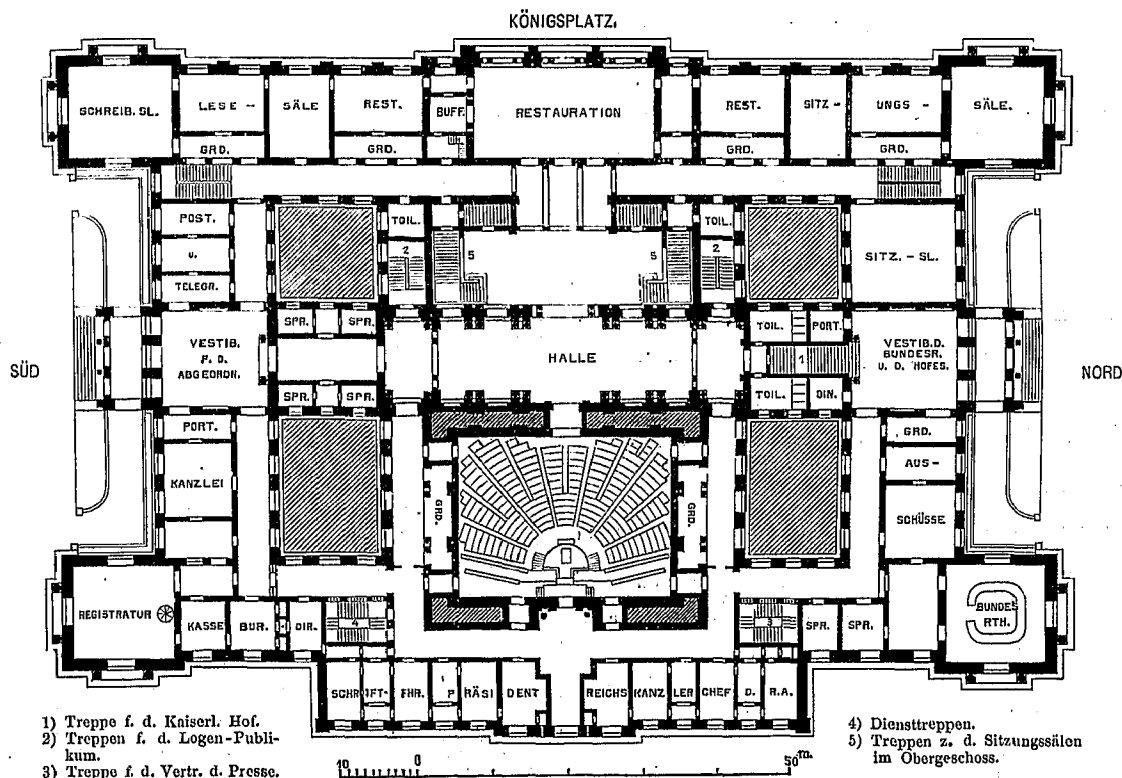 KÖNIGSPLATZ.
SCHREIB. SL.
LESE -
SÄLE
REST.
BUFF.
RESTAURATION
REST.
SITZ -
UNGS -
SÄLE.
GRD.
GRD.
GRD.
GRD.
POST.
U.
TELEGR.
TOIL.
2
5
5
TOIL.
2
SITZ. - SL.
SÜD
VESTIB.
F. D.
ABGEORDN.
SPR.
SPR.
SPR.
SPR.
HALLE
TOIL.
PORT.
1
TOIL.
DIN.
VESTIB. D.
BUNDESR.
U. D. HOFES.
NORD
PORT.
KANZLEI
GRD.
GRD.
GRD.
AUS -
SCHÜSSE
REGISTRATUR
KASSE
BUR.
DIR.
4
3
SPR.
SPR.
BUNDES
RTH.
SCHR
IFT-
FHR.
P
RÄSI
DENT
REICHS
KANZ
LER
CHEF
D.
R.A.
1) Treppe f. d. Kaiserl. Hof.
2) Treppen f. d. Logen-Publi-
kum.
3) Treppe f. d. Vertr. d. Presse.
4) Diensttreppen.
5) Treppen z. d. Sitzungssälen
im Obergeschoss.
10 0 50 m.